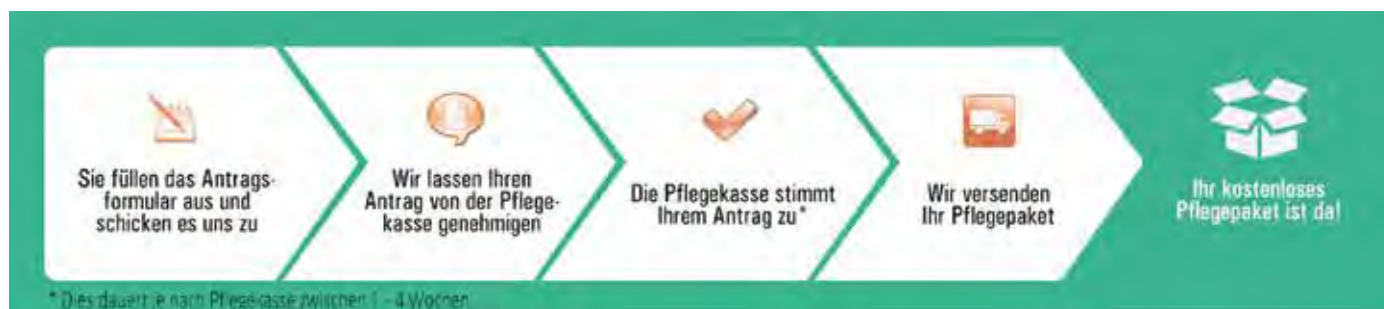 Sie füllen das Antrags-
formular aus und
schicken es uns zu
Wir lassen Ihren
Antrag von der Pflege-
kasse genehmigen
Die Pflegekasse stimmt
Ihrem Antrag zu*
Wir versenden
Ihr Pflegepaket
Ihr kostenloses
Pflegepaket ist da!
* Dies dauert je nach Pflegekasse zwischen 1 – 4 Wochen